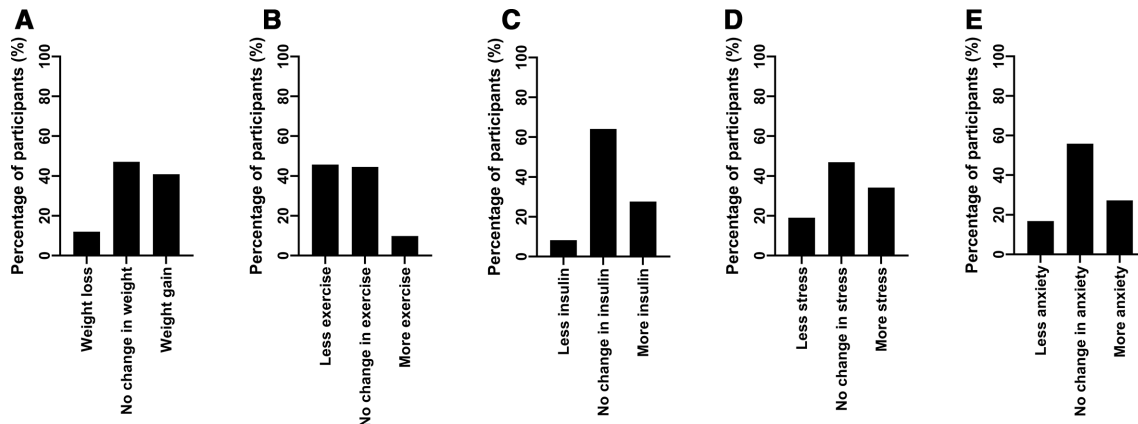 A
Percentage of participants (%)
0
20
40
60
80
100
Weight loss
No change in weight
Weight gain
B
Percentage of participants (%)
0
20
40
60
80
100
Less exercise
No change in exercise
More exercise
C
Percentage of participants (%)
0
20
40
60
80
100
Less insulin
No change in insulin
More insulin
D
Percentage of participants (%)
0
20
40
60
80
100
Less stress
No change in stress
More stress
E
Percentage of participants (%)
0
20
40
60
80
100
Less anxiety
No change in anxiety
More anxiety